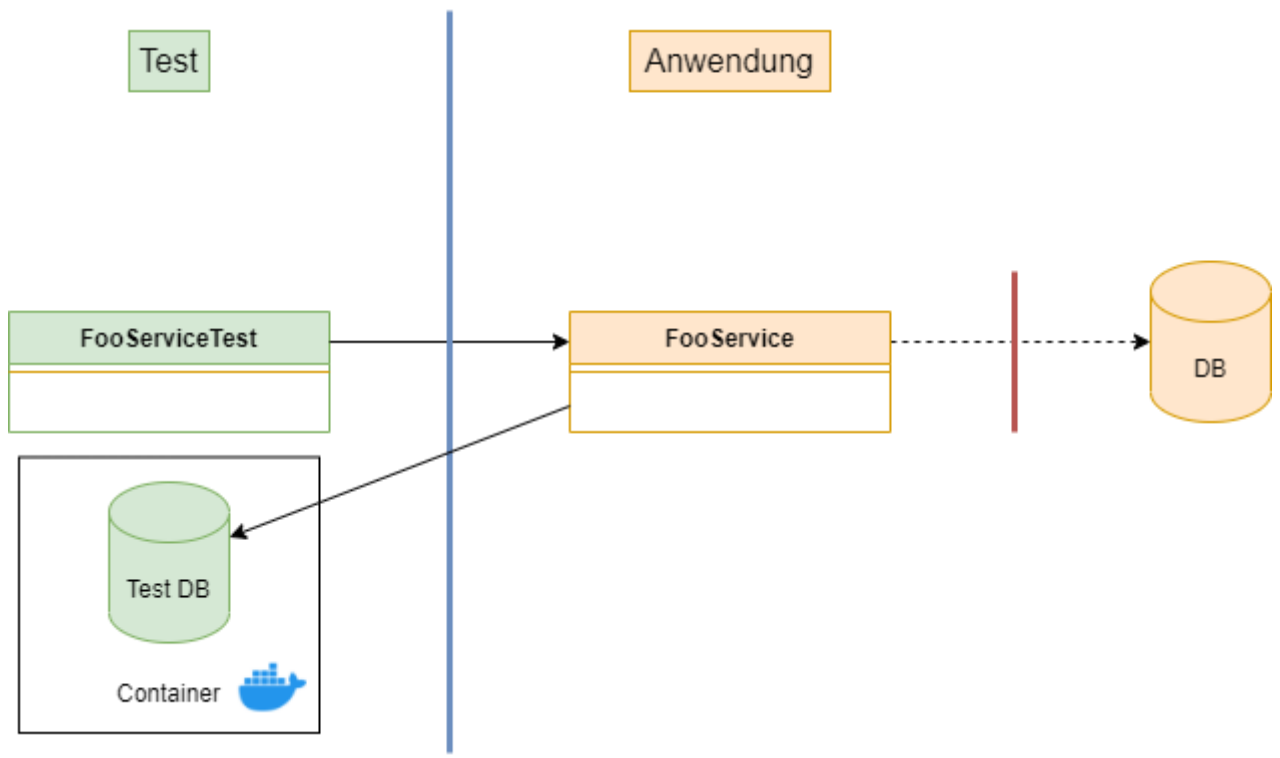 Test
Anwendung
FooServiceTest
FooService
DB
Test DB
Container